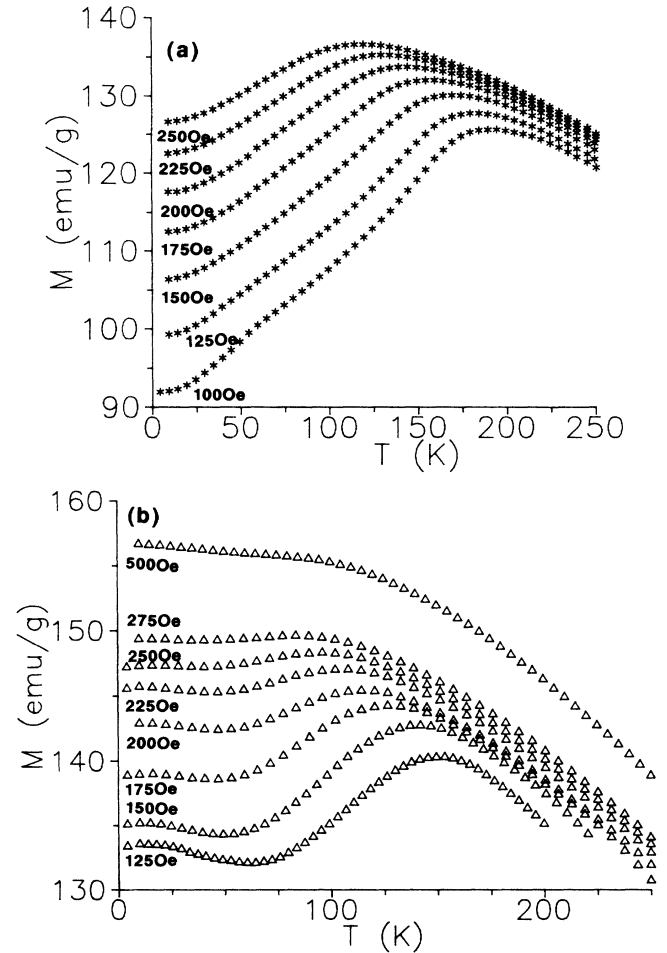 (a)
140
130
120
110
100
90
M (emu/g)
250Oe
225Oe
200Oe
175Oe
150Oe
125Oe
100Oe
0 50 100 150 200 250
T (K)
(b)
160
150
140
130
M (emu/g)
500Oe
275Oe
250Oe
225Oe
200Oe
175Oe
150Oe
125Oe
0 100 200
T (K)